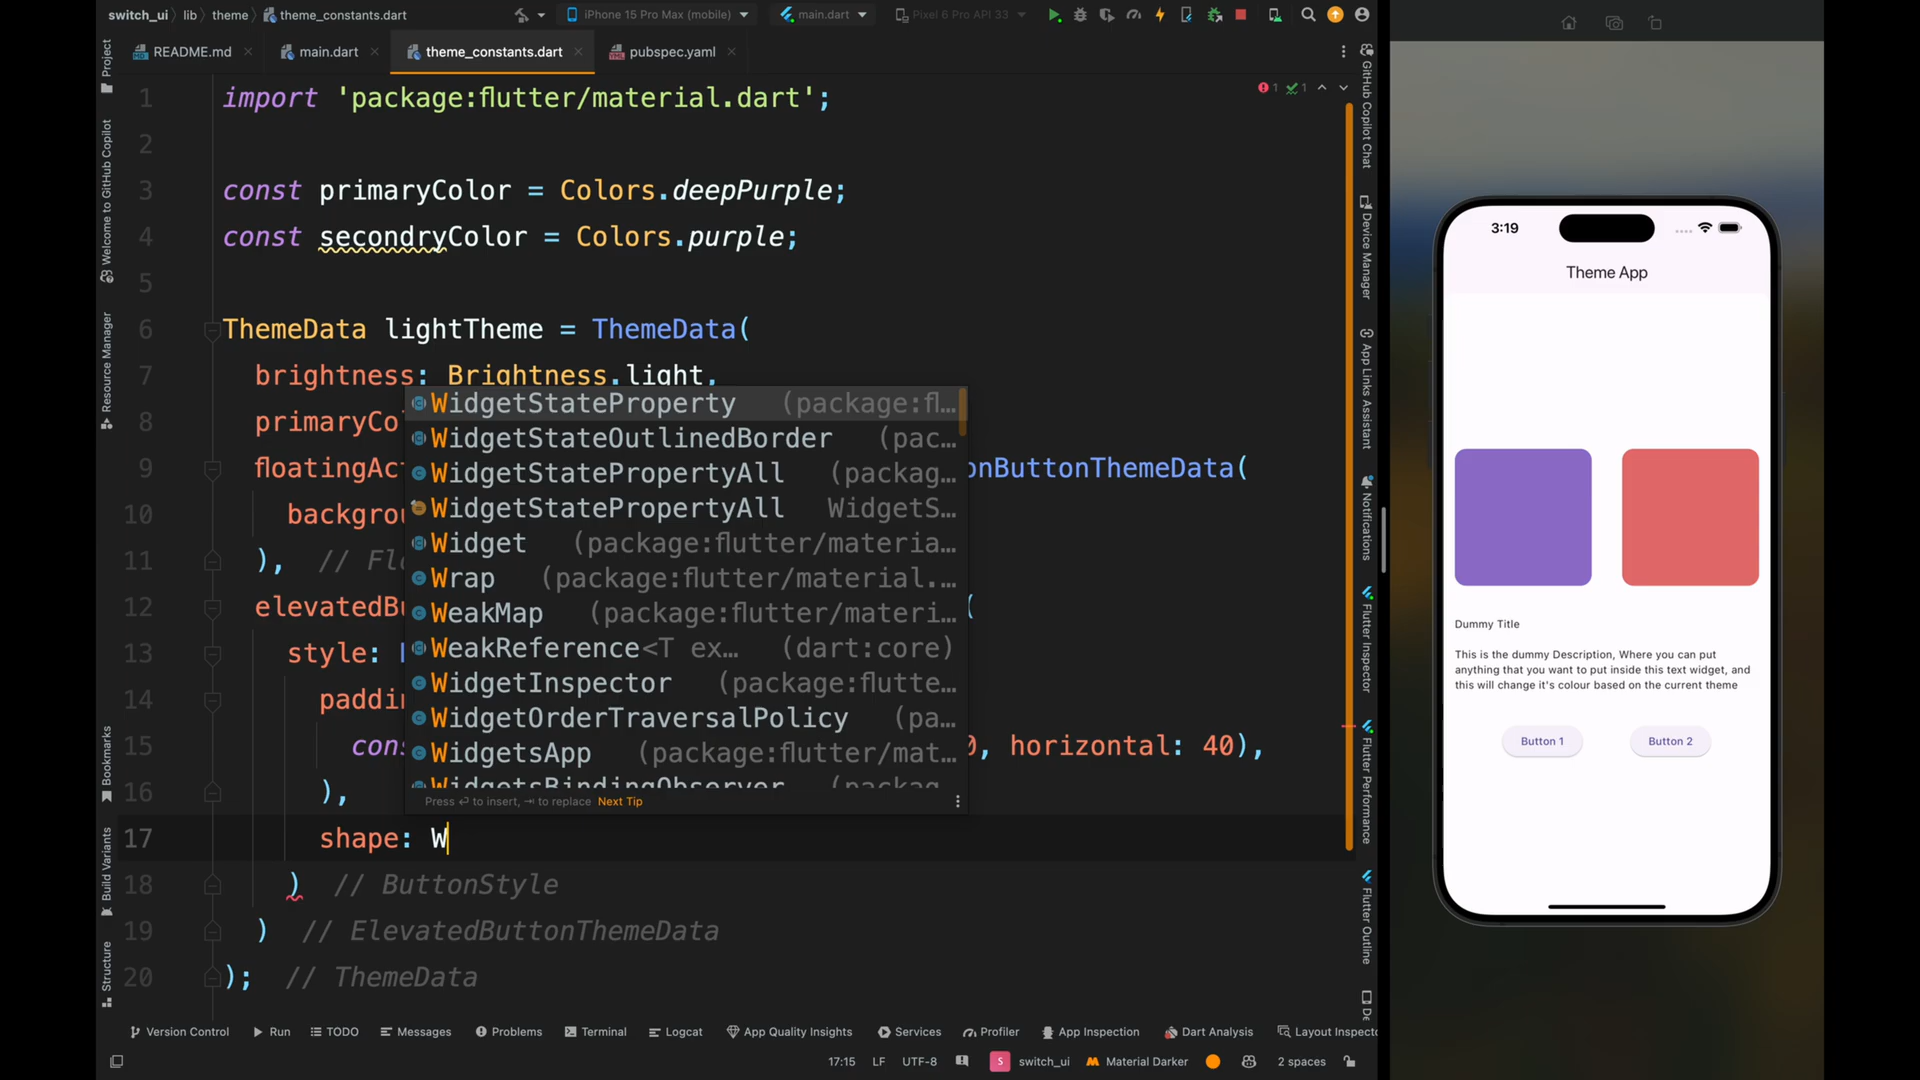 switch_ui
lib
theme
theme_constants.dart
iPhone 15 Pro Max (mobile)
main.dart
Pixel 6 Pro API 33
README.md
main.dart
theme_constants.dart
pubspec.yaml
1
1
1 import 'package:flutter/material.dart';
2
3 const primaryColor = Colors.deepPurple;
4 const secondryColor = Colors.purple;
5
6 ThemeData lightTheme = ThemeData(
7 brightness: Brightness.light,
8 primaryCo
9 floatingAc onButtonThemeData(
10 backgrou
11 ), // Fl
12 elevatedBu (
13 style:
14 paddin
15 cons 0, horizontal: 40),
16 ),
17 shape: W
18 ) // ButtonStyle
19 ) // ElevatedButtonThemeData
20 ); // ThemeData
WidgetStateProperty (package:fl…
WidgetStateOutlinedBorder (pac…
WidgetStatePropertyAll (packag…
WidgetStatePropertyAll WidgetS…
Widget (package:flutter/materia…
Wrap (package:flutter/material.…
WeakMap (package:flutter/materi…
WeakReference<T ex… (dart:core)
WidgetInspector (package:flutte…
WidgetOrderTraversalPolicy (pa…
WidgetsApp (package:flutter/mat…
WidgetsBindingObserver (packag
Press ⏎ to insert, ⇥ to replace Next Tip
Project
Welcome to GitHub Copilot
Resource Manager
Bookmarks
Build Variants
Structure
GitHub Copilot Chat
Device Manager
App Links Assistant
Notifications
Flutter Inspector
Flutter Performance
Flutter Outline
De
Version Control
Run
TODO
Messages
Problems
Terminal
Logcat
App Quality Insights
Services
Profiler
App Inspection
Dart Analysis
Layout Inspecto
17:15
LF
UTF-8
S
switch_ui
Material Darker
2 spaces
3:19
Theme App
Dummy Title
This is the dummy Description, Where you can put
anything that you want to put inside this text widget, and
this will change it's colour based on the current theme
Button 1
Button 2